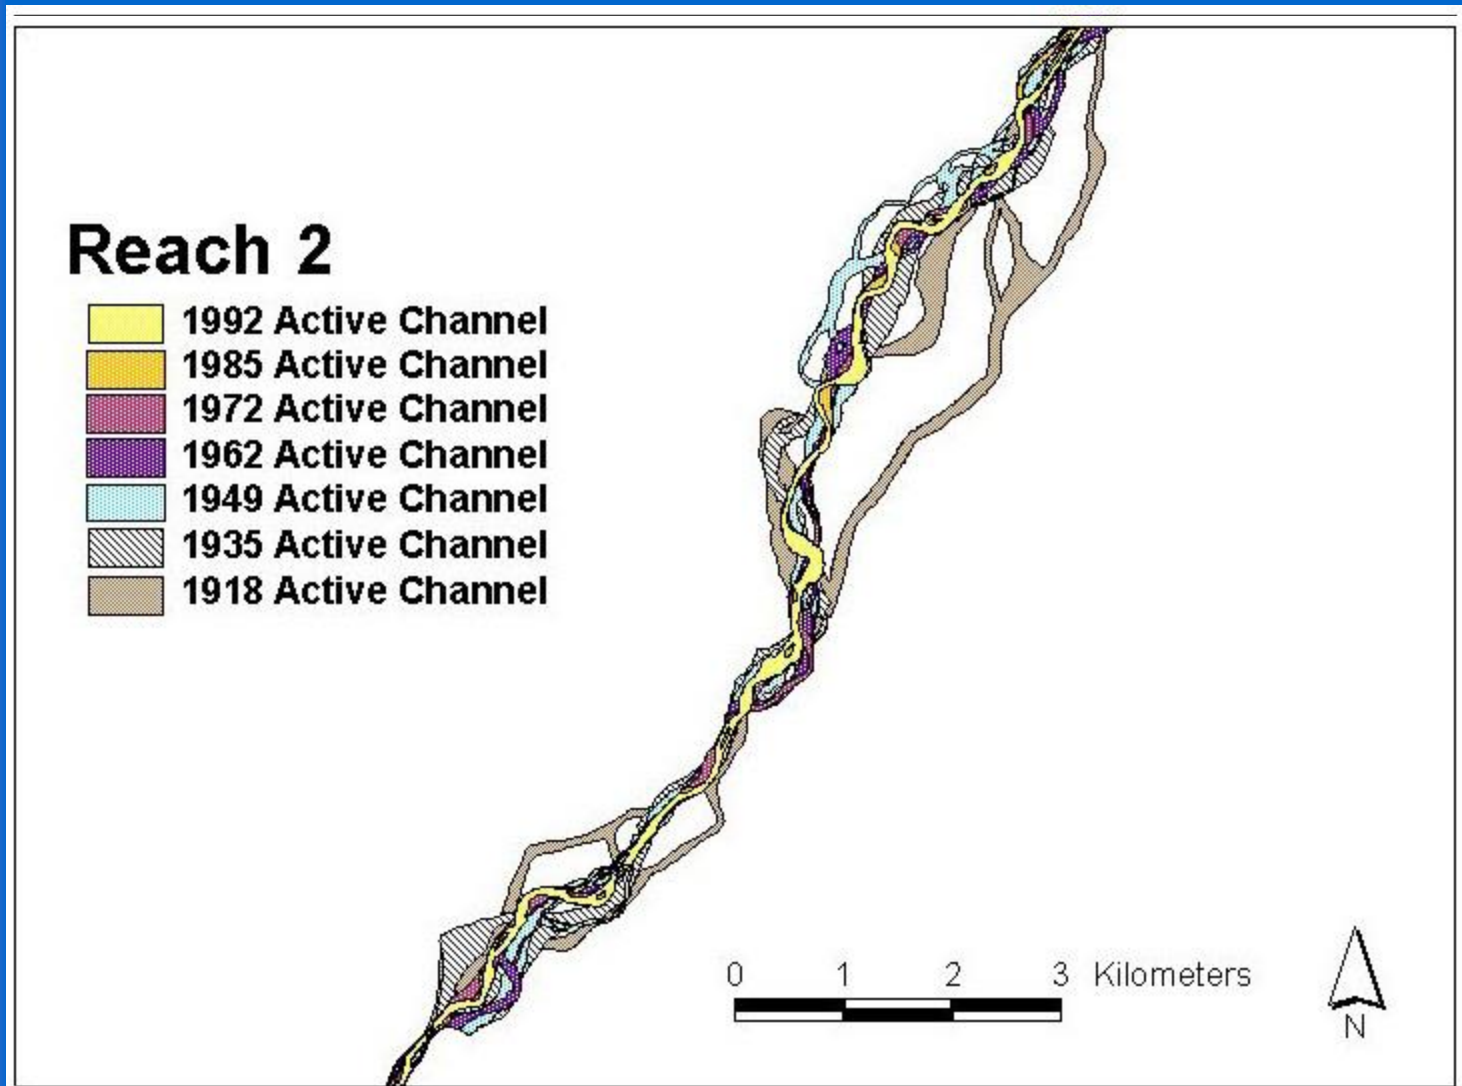 Reach 2
1992 Active Channel
1985 Active Channel
1972 Active Channel
1962 Active Channel
1949 Active Channel
1935 Active Channel
1918 Active Channel
0 1 2 3 Kilometers
N